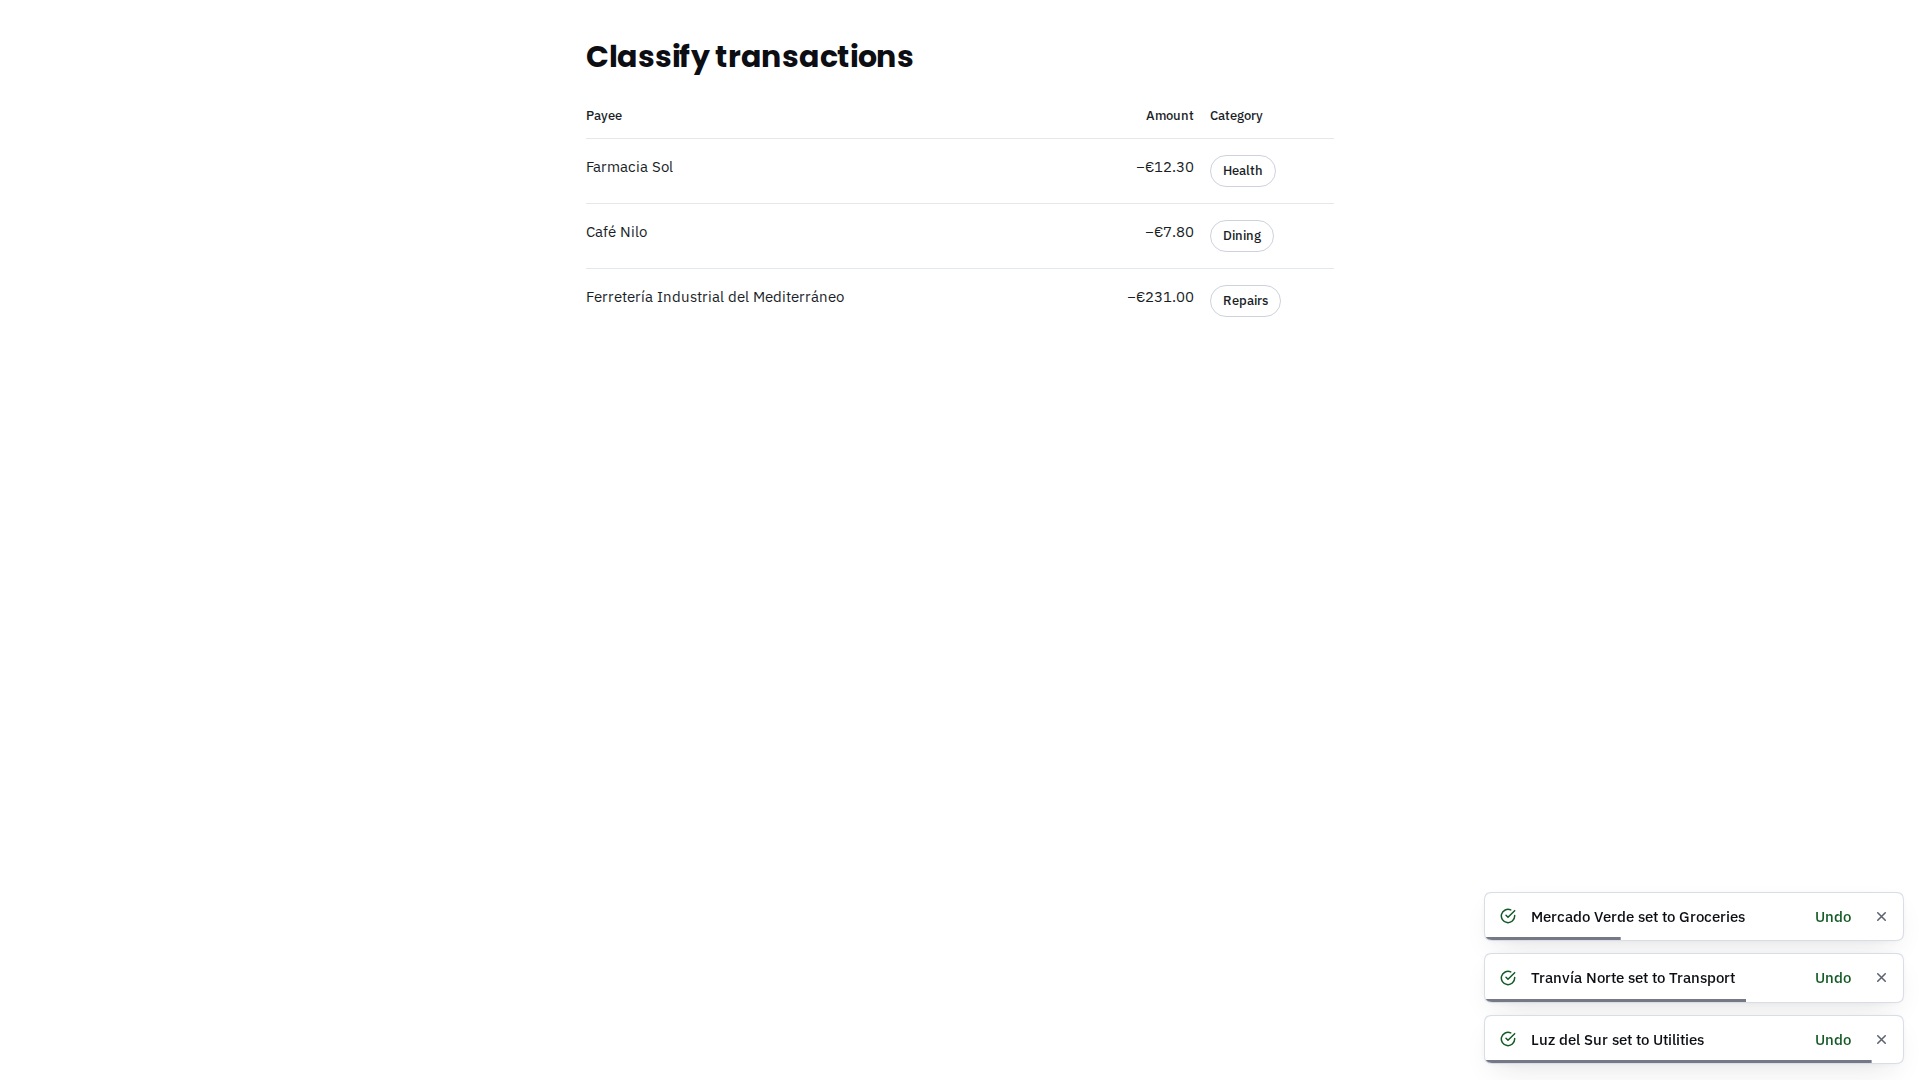 Classify transactions
Payee Amount Category
Farmacia Sol −€12.30 Health
Café Nilo −€7.80 Dining
Ferretería Industrial del Mediterráneo −€231.00 Repairs
Mercado Verde set to Groceries Undo
Tranvía Norte set to Transport Undo
Luz del Sur set to Utilities Undo